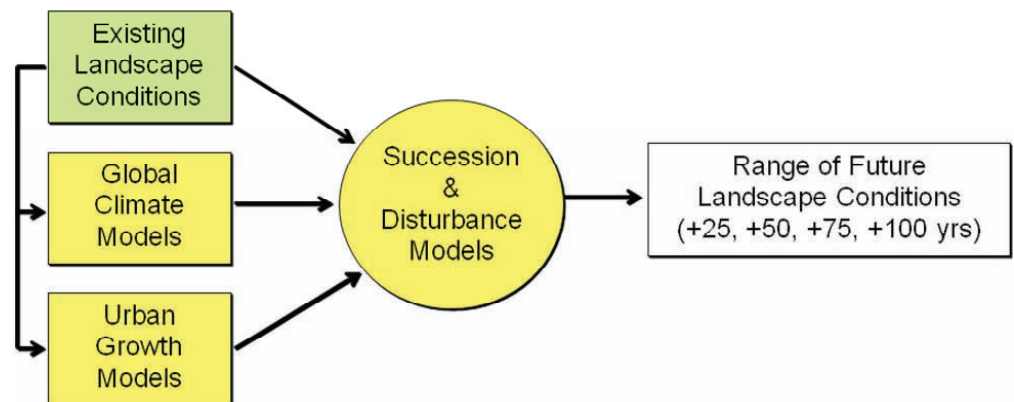 Existing
Landscape
Conditions
Global
Climate
Models
Urban
Growth
Models
Succession
&
Disturbance
Models
Range of Future
Landscape Conditions
(+25, +50, +75, +100 yrs)